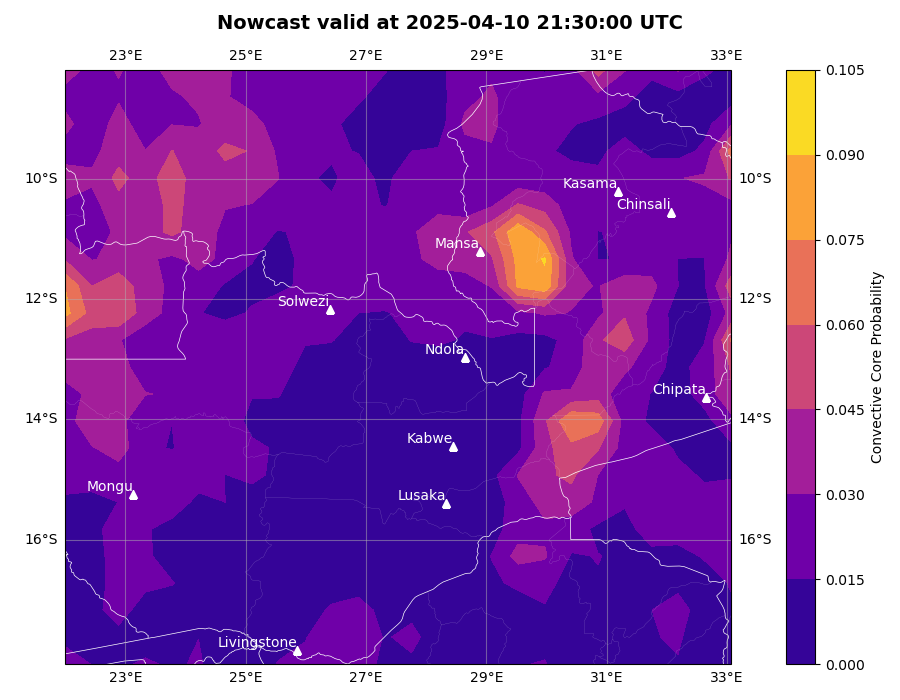 Nowcast valid at 2025-04-10 21:30:00 UTC
23°E 25°E 27°E 29°E 31°E 33°E
0.105
0.090
10°S Kasama 10°S
Chinsali
Mansa
0.075
12°S Solwezi 12°S
0.060
Ndola
Chipata
0.045
14°S 14°S
Kabwe
Mongu
Lusaka
0.030
16°S 16°S
0.015
Livingstone
0.000
23°E 25°E 27°E 29°E 31°E 33°E
Convective Core Probability